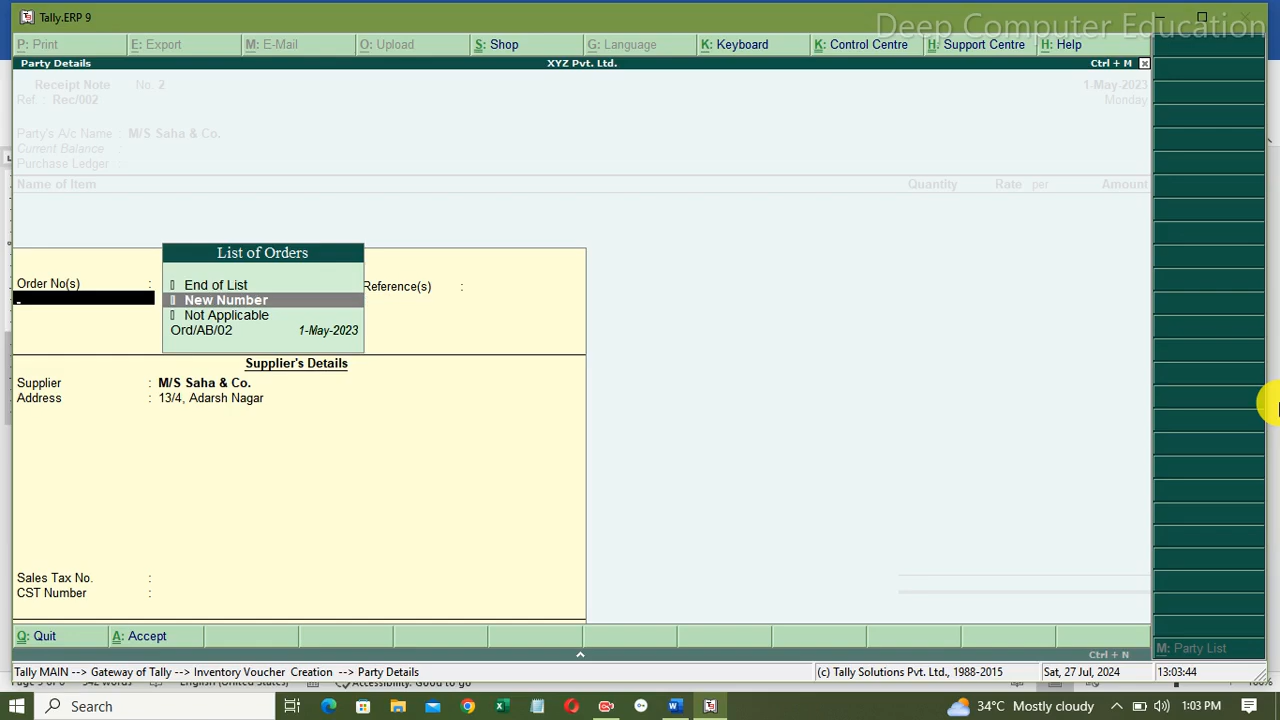 Tally.ERP 9
Deep Computer Education
P: Print E: Export M: E-Mail O: Upload S: Shop G: Language K: Keyboard K: Control Centre H: Support Centre H: Help
Party Details XYZ Pvt. Ltd. Ctrl + M
Receipt Note No. 2 1-May-2023
Ref. : Rec/002 Monday
Party's A/c Name M/S Saha & Co.
Current Balance :
Purchase Ledger :
Name of Item Quantity Rate per Amount
List of Orders
Order No(s) : End of List Reference(s) :
New Number
Not Applicable
Ord/AB/02 1-May-2023
Supplier's Details
Supplier : M/S Saha & Co.
Address : 13/4, Adarsh Nagar
Sales Tax No. :
CST Number :
Q: Quit A: Accept M: Party List
Ctrl + N
Tally MAIN --> Gateway of Tally --> Inventory Voucher Creation --> Party Details (c) Tally Solutions Pvt. Ltd., 1988-2015 Sat, 27 Jul, 2024 13:03:44
Search 34°C Mostly cloudy 1:03 PM